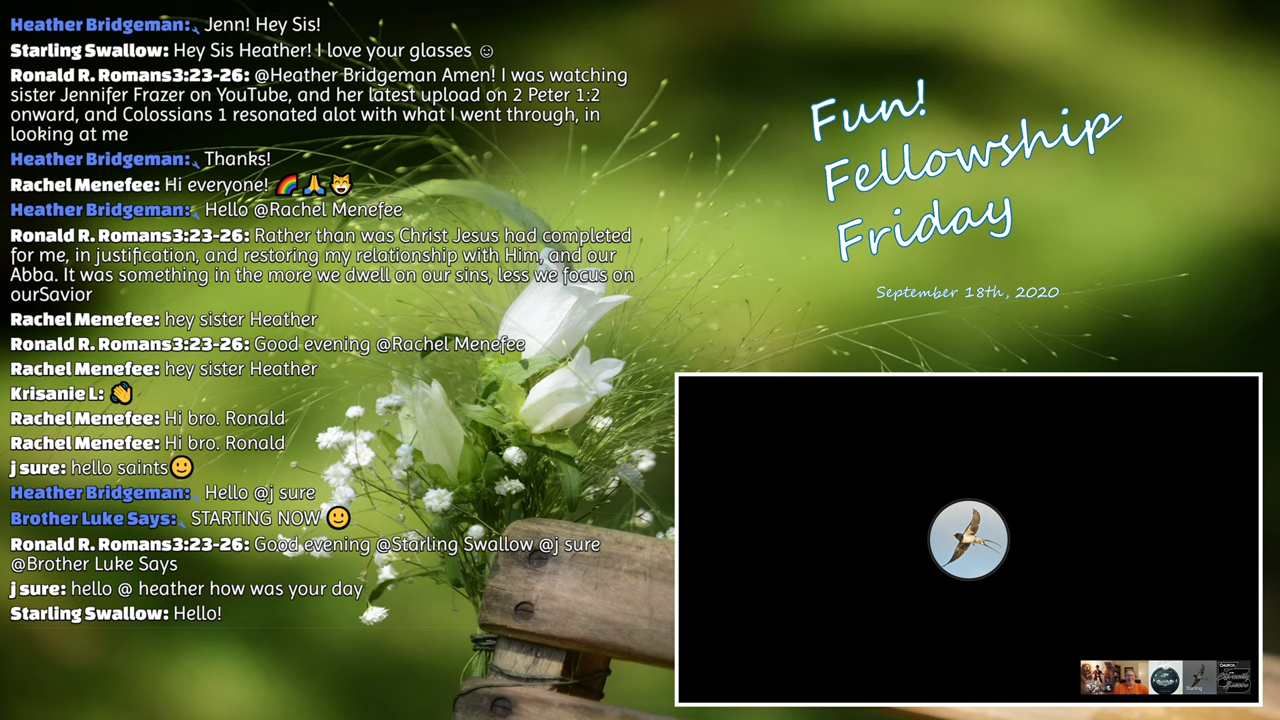 Heather Bridgeman: Jenn! Hey Sis!
Starling Swallow: Hey Sis Heather! I love your glasses ☺
Ronald R. Romans3:23-26: @Heather Bridgeman Amen! I was watching
sister Jennifer Frazer on YouTube, and her latest upload on 2 Peter 1:2
onward, and Colossians 1 resonated alot with what I went through, in
looking at me
Heather Bridgeman: Thanks!
Rachel Menefee: Hi everyone! 🌈🙏😸
Heather Bridgeman: Hello @Rachel Menefee
Ronald R. Romans3:23-26: Rather than was Christ Jesus had completed
for me, in justification, and restoring my relationship with Him, and our
Abba. It was something in the more we dwell on our sins, less we focus on
ourSavior
Rachel Menefee: hey sister Heather
Ronald R. Romans3:23-26: Good evening @Rachel Menefee
Rachel Menefee: hey sister Heather
Krisanie L: 👏
Rachel Menefee: Hi bro. Ronald
Rachel Menefee: Hi bro. Ronald
j sure: hello saints🙂
Heather Bridgeman: Hello @j sure
Brother Luke Says: STARTING NOW 🙂
Ronald R. Romans3:23-26: Good evening @Starling Swallow @j sure
@Brother Luke Says
j sure: hello @ heather how was your day
Starling Swallow: Hello!
Fun!
Fellowship
Friday
September 18th, 2020
Starling
CHURCH